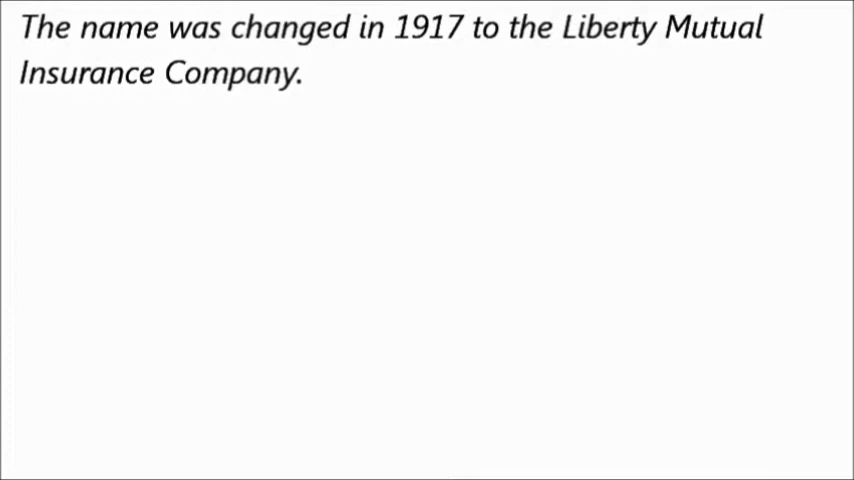 The name was changed in 1917 to the Liberty Mutual
Insurance Company.